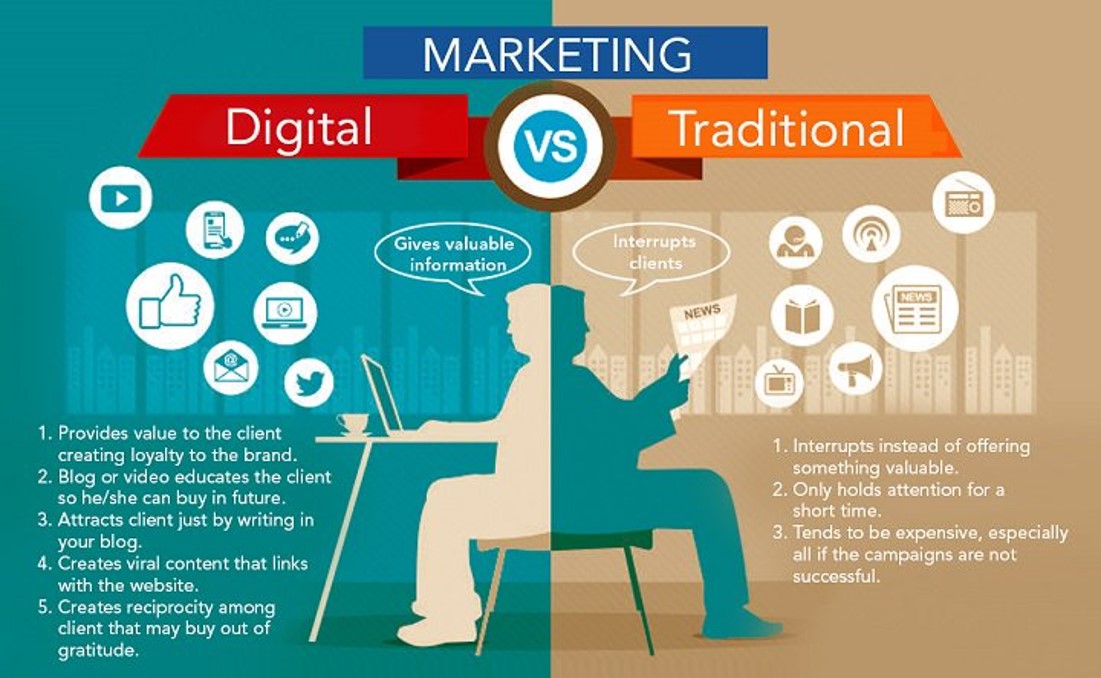 MARKETING
Digital
VS
Traditional
Gives valuable
information
Interrupts
clients
NEWS
NEWS
@
1. Provides value to the client
creating loyalty to the brand.
2. Blog or video educates the client
so he/she can buy in future.
3. Attracts client just by writing in
your blog.
4. Creates viral content that links
with the website.
5. Creates reciprocity among
client that may buy out of
gratitude.
1. Interrupts instead of offering
something valuable.
2. Only holds attention for a
short time.
3. Tends to be expensive, especially
all if the campaigns are not
successful.